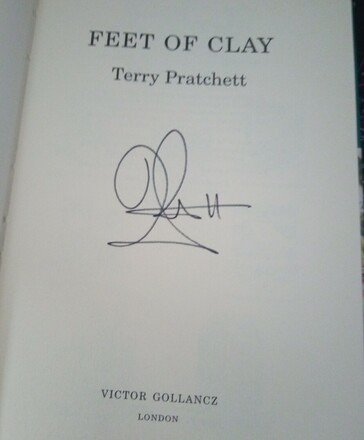 FEET OF CLAY
Terry Pratchett
VICTOR GOLLANCZ
LONDON